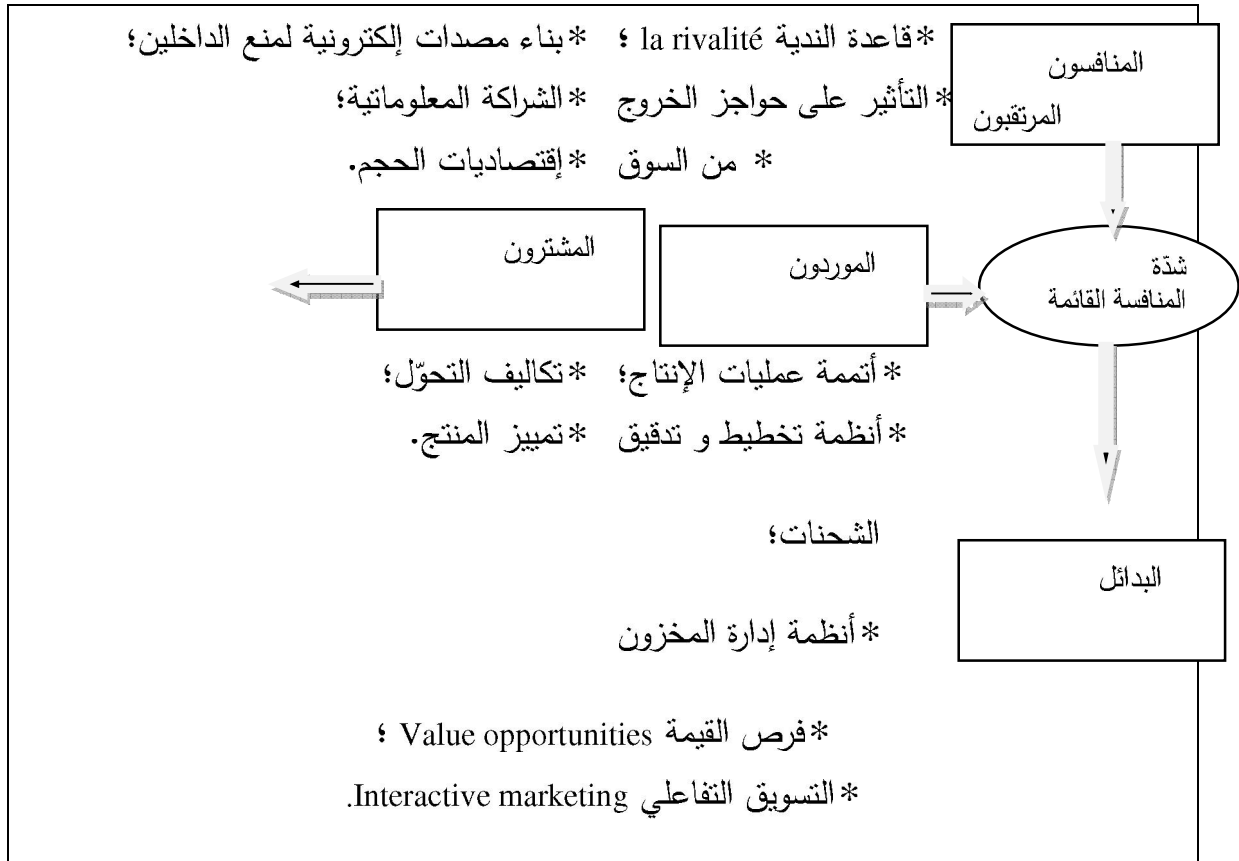 المنافسون
المرتقبون
*قاعدة الندية la rivalité ؛ *بناء مصدات إلكترونية لمنع الداخلين؛
*التأثير على حواجز الخروج *الشراكة المعلوماتية؛
* من السوق *إقتصاديات الحجم.
شدّة
المنافسة القائمة
الموردون
المشترون
*أتممة عمليات الإنتاج؛ *تكاليف التحوّل؛
*أنظمة تخطيط و تدقيق *تمييز المنتج.
الشحنات؛
البدائل
*أنظمة إدارة المخزون
*فرص القيمة Value opportunities ؛
*التسويق التفاعلي Interactive marketing.